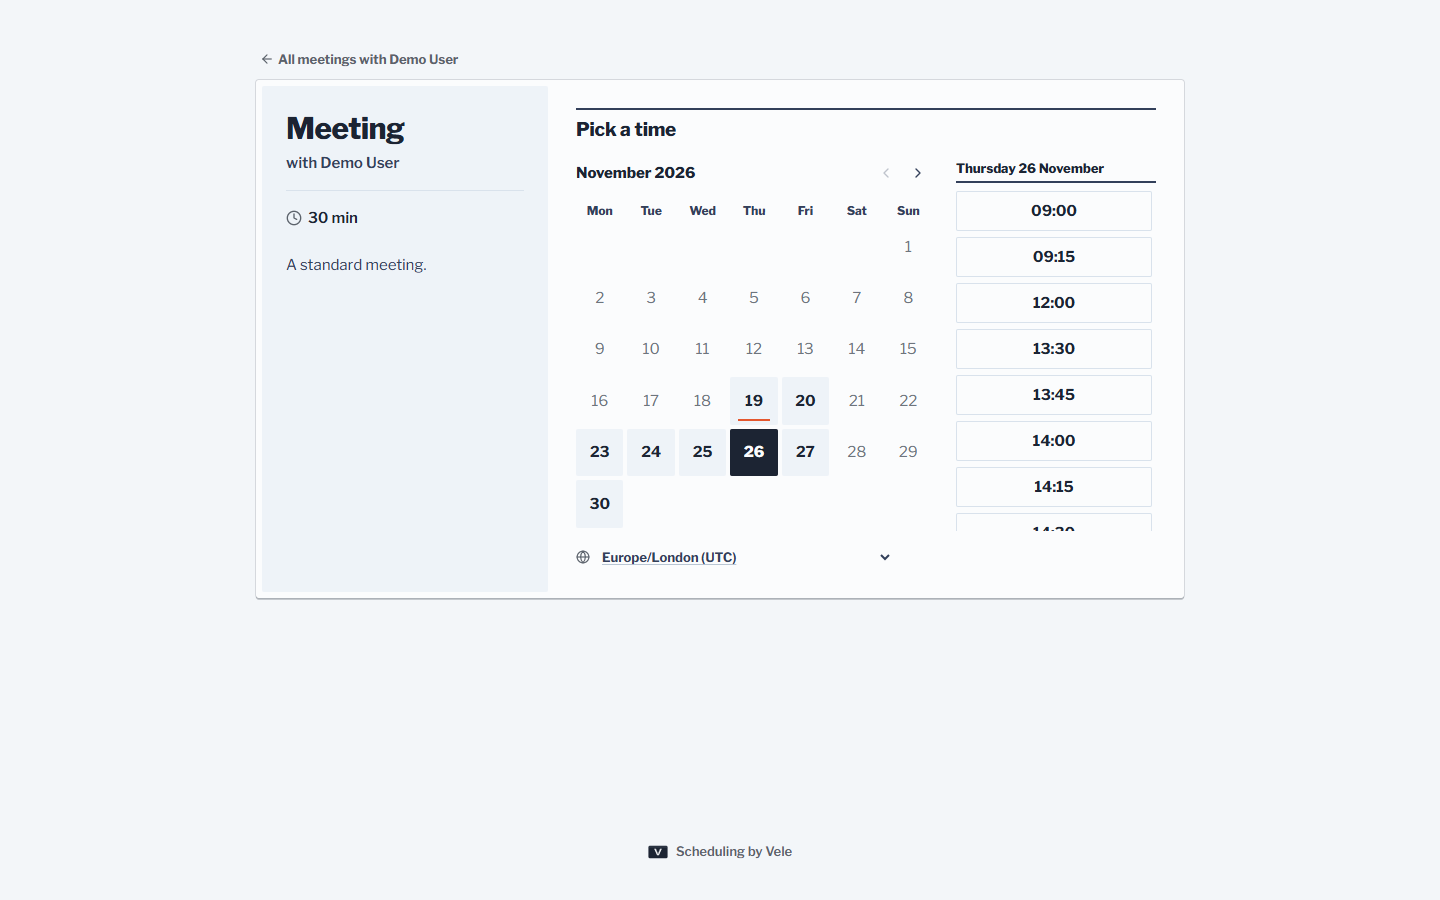 All meetings with Demo User
Meeting
with Demo User
30 min
A standard meeting.
Pick a time
November 2026
Mon Tue Wed Thu Fri Sat Sun
1
2 3 4 5 6 7 8
9 10 11 12 13 14 15
16 17 18 19 20 21 22
23 24 25 26 27 28 29
30
Europe/London (UTC)
Thursday 26 November
09:00
09:15
12:00
13:30
13:45
14:00
14:15
14:30
V Scheduling by Vele